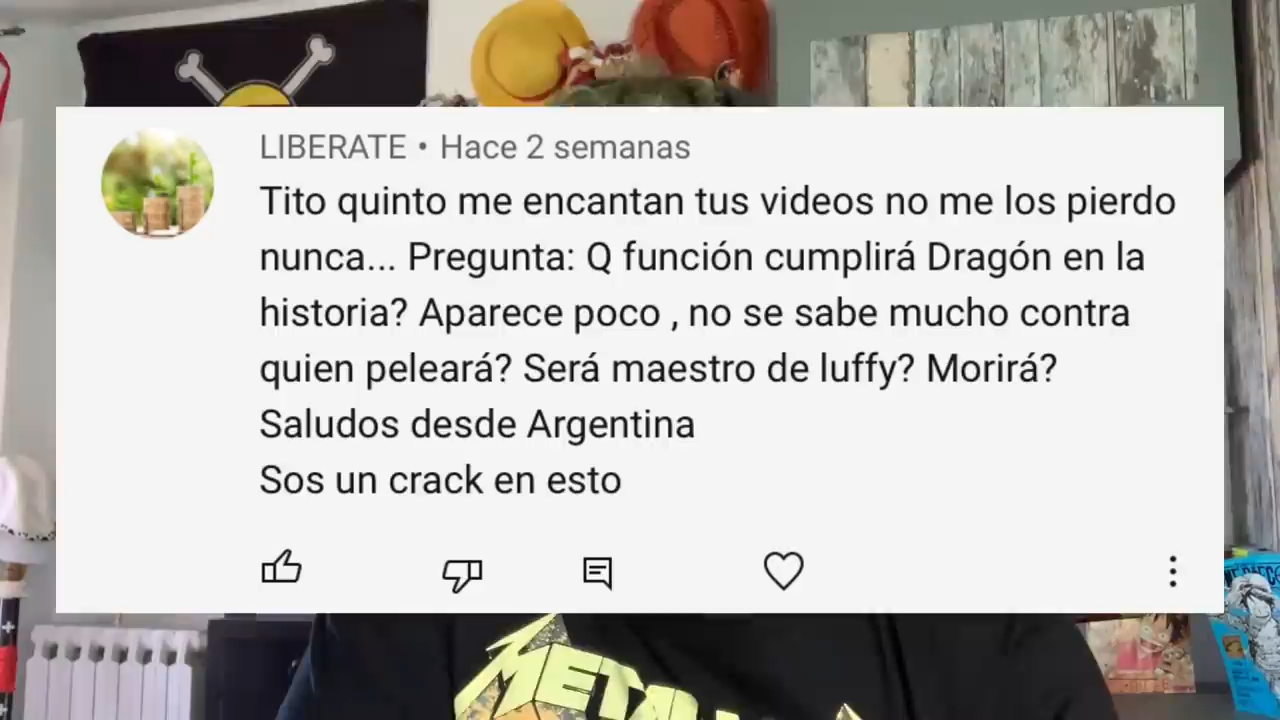 LIBERATE • Hace 2 semanas
Tito quinto me encantan tus videos no me los pierdo
nunca... Pregunta: Q función cumplirá Dragón en la
historia? Aparece poco , no se sabe mucho contra
quien peleará? Será maestro de luffy? Morirá?
Saludos desde Argentina
Sos un crack en esto